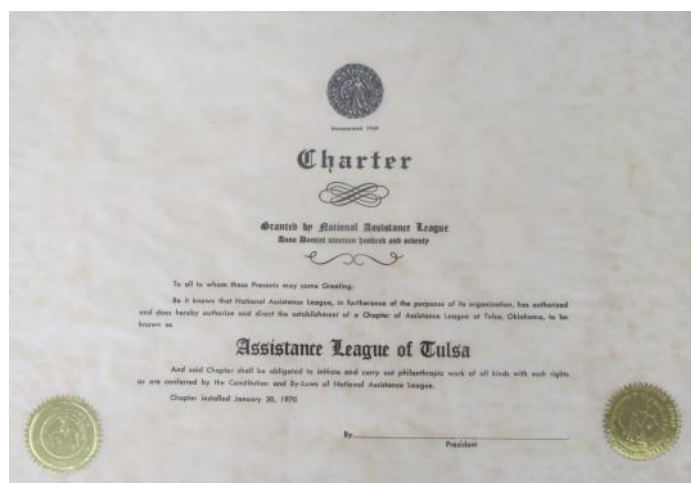 NATIONAL
Incorporated 1949
Charter
Granted by National Assistance League
Anno Domini nineteen hundred and seventy
To all to whom these Presents may come Greeting:
Be it known that National Assistance League, in furtherance of the purposes of its organization, has authorized
and does hereby authorize and direct the establishment of a Chapter of Assistance League at Tulsa, Oklahoma, to be
known as
Assistance League of Tulsa
And said Chapter shall be obligated to initiate and carry out philanthropic work of all kinds with such rights
as are conferred by the Constitution and By-Laws of National Assistance League.
Chapter installed January 20, 1970
By
President